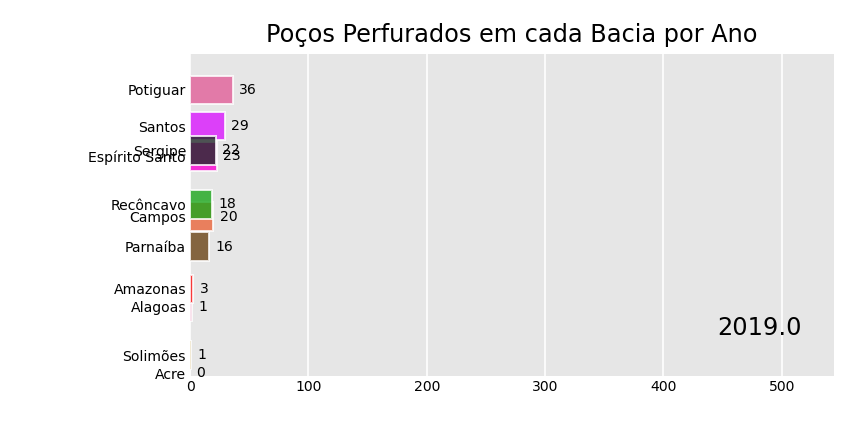 Poços Perfurados em cada Bacia por Ano
Potiguar 36
Santos 29
Sergipe 22
Espírito Santo 23
Recôncavo 18
Campos 20
Parnaíba 16
Amazonas 3
Alagoas 1
2019.0
Solimões 1
Acre 0
0 100 200 300 400 500